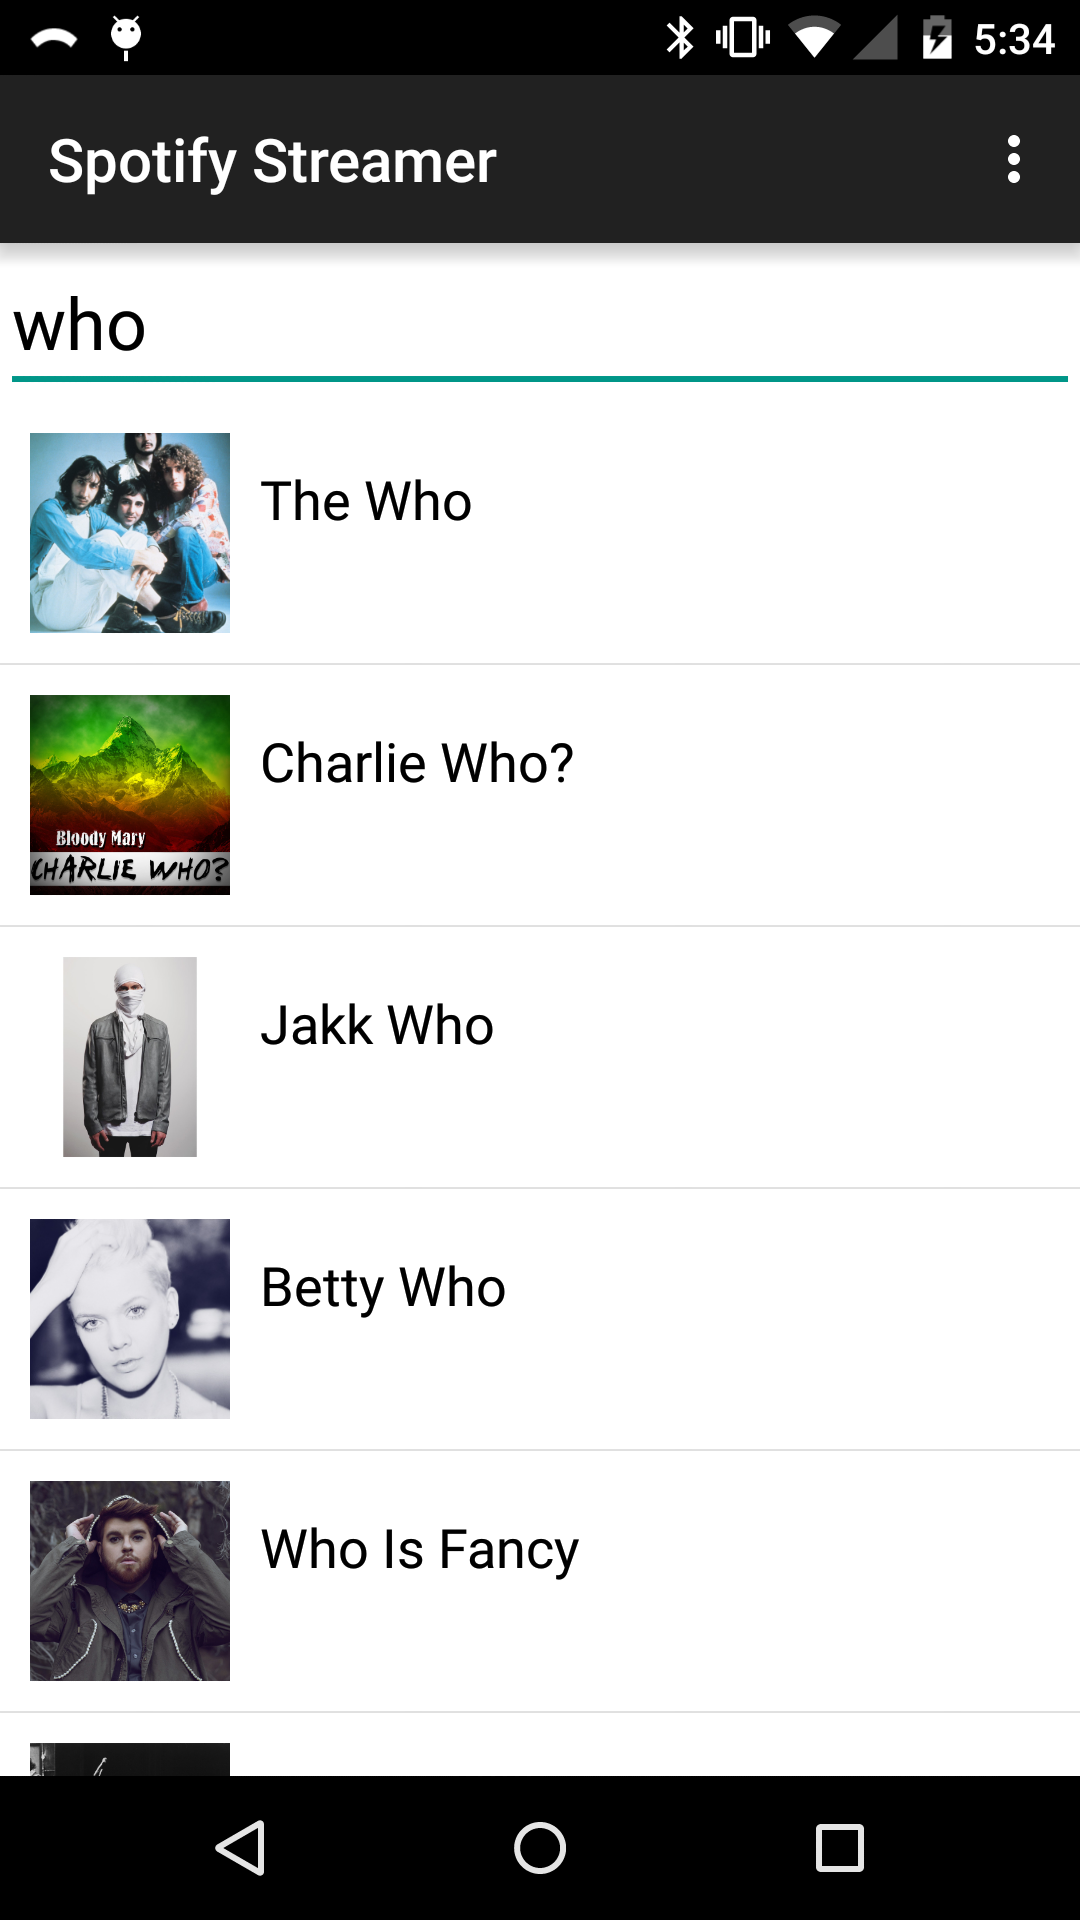 5:34
Spotify Streamer
who
The Who
Charlie Who?
Bloody Mary
CHARLIE WHO?
Jakk Who
Betty Who
Who Is Fancy